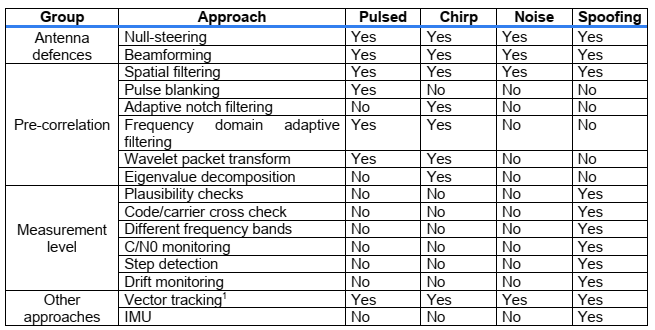 Group Approach Pulsed Chirp Noise Spoofing
Antenna defences Null-steering Yes Yes Yes Yes
Beamforming Yes Yes Yes Yes
Pre-correlation Spatial filtering Yes Yes Yes Yes
Pulse blanking Yes No No No
Adaptive notch filtering No Yes No No
Frequency domain adaptive filtering Yes Yes No No
Wavelet packet transform Yes Yes No No
Eigenvalue decomposition No Yes No No
Measurement level Plausibility checks No No No Yes
Code/carrier cross check No No No Yes
Different frequency bands No No No Yes
C/N0 monitoring No No No Yes
Step detection No No No Yes
Drift monitoring No No No Yes
Other approaches Vector tracking¹ Yes Yes Yes Yes
IMU No No No Yes